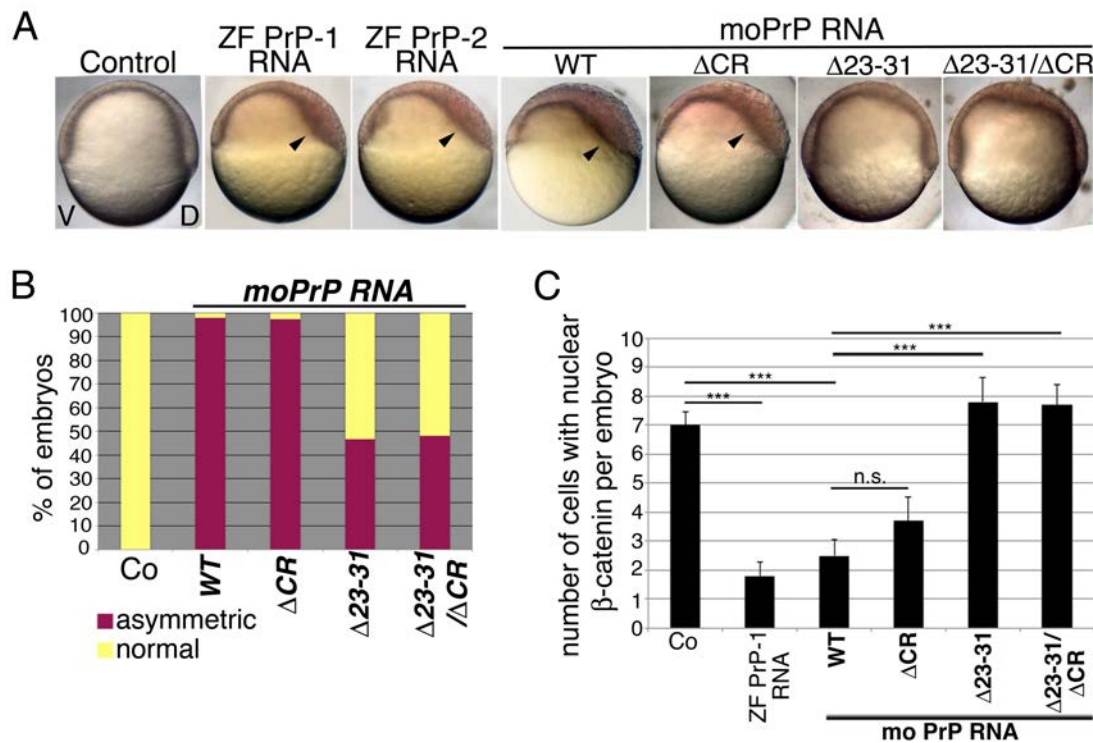 A
Control
ZF PrP-1
RNA
ZF PrP-2
RNA
moPrP RNA
WT
ΔCR
Δ23-31
Δ23-31/ΔCR
V
D
B
moPrP RNA
% of embryos
100
90
80
70
60
50
40
30
20
10
0
Co
WT
ΔCR
Δ23-31
Δ23-31
/ΔCR
asymmetric
normal
C
number of cells with nuclear
β-catenin per embryo
10
9
8
7
6
5
4
3
2
1
0
***
***
***
***
n.s.
Co
ZF PrP-1
RNA
WT
ΔCR
Δ23-31
Δ23-31/
ΔCR
mo PrP RNA